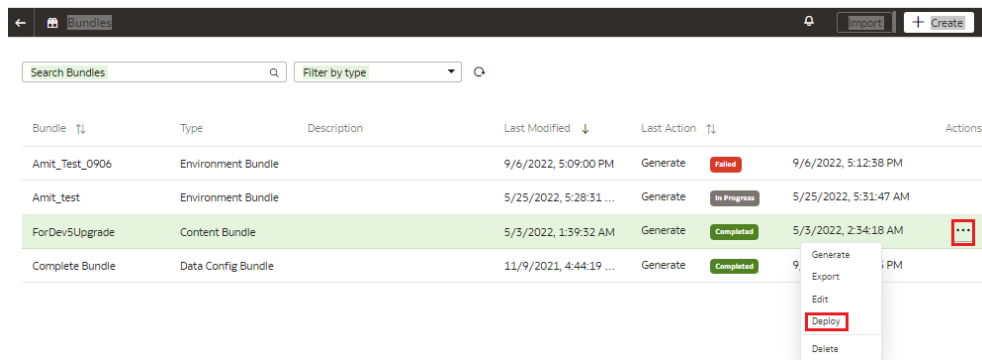 Bundles Import + Create
Search Bundles Filter by type
Bundle Type Description Last Modified Last Action Actions
Amit_Test_0906 Environment Bundle 9/6/2022, 5:09:00 PM Generate Failed 9/6/2022, 5:12:38 PM
Amit_test Environment Bundle 5/25/2022, 5:28:31 ... Generate In Progress 5/25/2022, 5:31:47 AM
ForDev5Upgrade Content Bundle 5/3/2022, 1:39:32 AM Generate Completed 5/3/2022, 2:34:18 AM ...
Generate
Complete Bundle Data Config Bundle 11/9/2021, 4:44:19 ... Generate Completed 9 PM
Export
Edit
Deploy
Delete